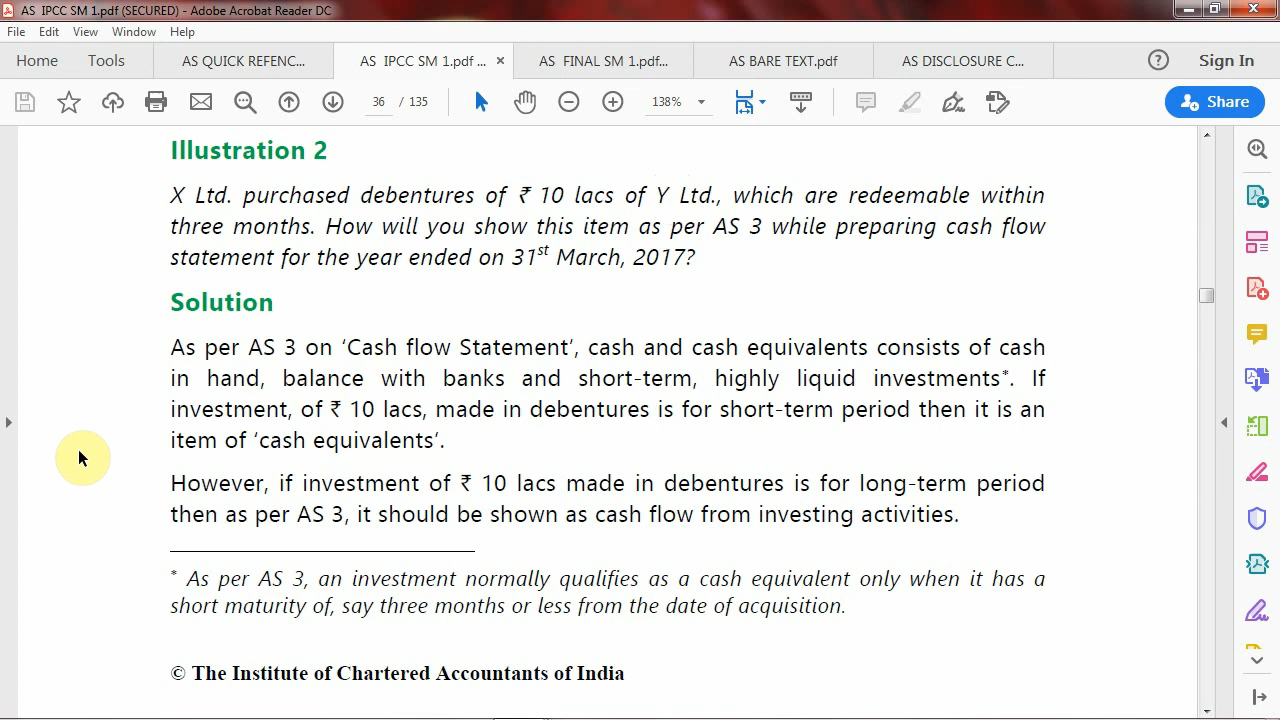 AS IPCC SM 1.pdf (SECURED) - Adobe Acrobat Reader DC
File Edit View Window Help
Home Tools AS QUICK REFENC... AS IPCC SM 1.pdf ... × AS FINAL SM 1.pdf... AS BARE TEXT.pdf AS DISCLOSURE C... Sign In
36 / 135 138% Share
Illustration 2
X Ltd. purchased debentures of ₹ 10 lacs of Y Ltd., which are redeemable within
three months. How will you show this item as per AS 3 while preparing cash flow
statement for the year ended on 31st March, 2017?
Solution
As per AS 3 on ‘Cash flow Statement’, cash and cash equivalents consists of cash
in hand, balance with banks and short-term, highly liquid investments*. If
investment, of ₹ 10 lacs, made in debentures is for short-term period then it is an
item of ‘cash equivalents‘.
However, if investment of ₹ 10 lacs made in debentures is for long-term period
then as per AS 3, it should be shown as cash flow from investing activities.
* As per AS 3, an investment normally qualifies as a cash equivalent only when it has a
short maturity of, say three months or less from the date of acquisition.
© The Institute of Chartered Accountants of India